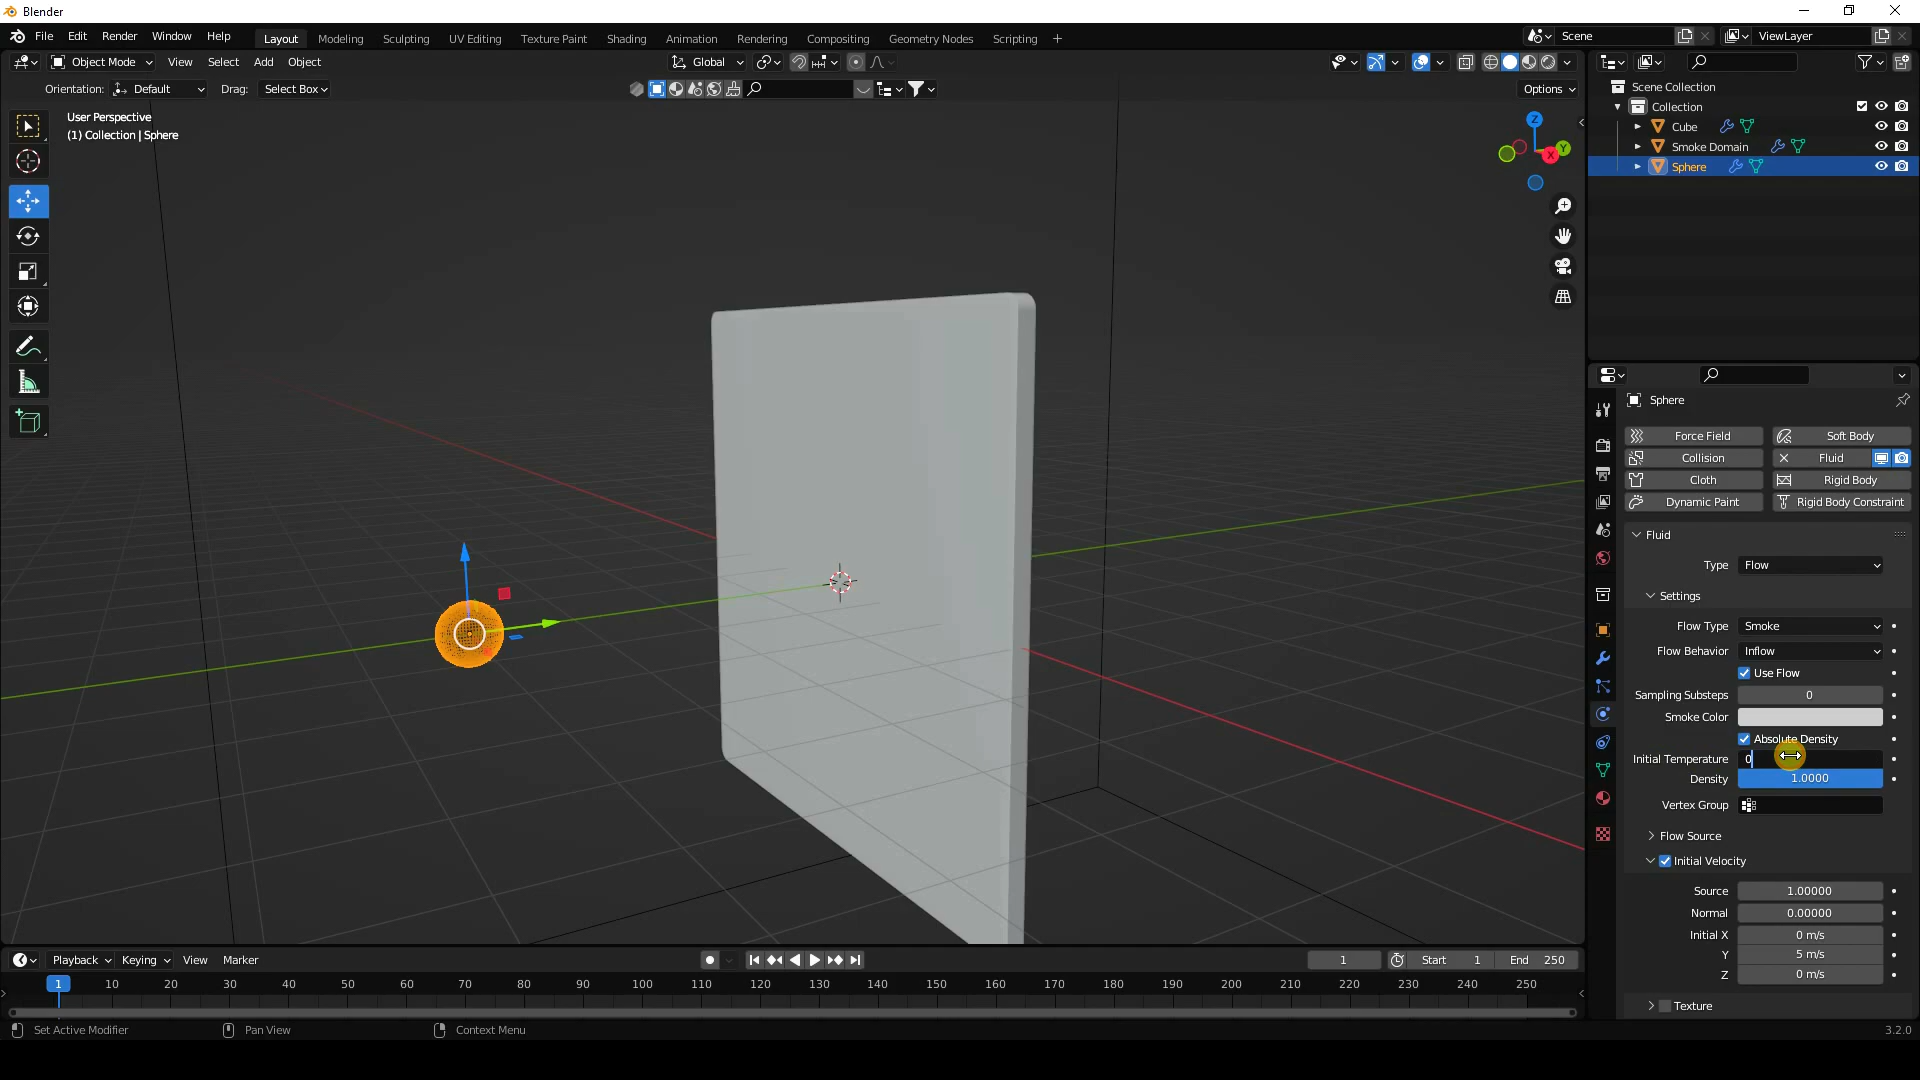 Blender
File Edit Render Window Help Layout Modeling Sculpting UV Editing Texture Paint Shading Animation Rendering Compositing Geometry Nodes Scripting + Scene ViewLayer
Object Mode View Select Add Object Global
Orientation: Default Drag: Select Box Options
User Perspective
(1) Collection | Sphere
Z
Y
X
Scene Collection
Collection
Cube
Smoke Domain
Sphere
Sphere
Force Field Soft Body
Collision Fluid
Cloth Rigid Body
Dynamic Paint Rigid Body Constraint
Fluid
Type Flow
Settings
Flow Type Smoke
Flow Behavior Inflow
Use Flow
Sampling Substeps 0
Smoke Color
Absolute Density
Initial Temperature 0
Density 1.0000
Vertex Group
Flow Source
Initial Velocity
Source 1.00000
Normal 0.00000
Initial X 0 m/s
Y 5 m/s
Z 0 m/s
Texture
Playback Keying View Marker 1 Start 1 End 250
1 10 20 30 40 50 60 70 80 90 100 110 120 130 140 150 160 170 180 190 200 210 220 230 240 250
Set Active Modifier Pan View Context Menu 3.2.0